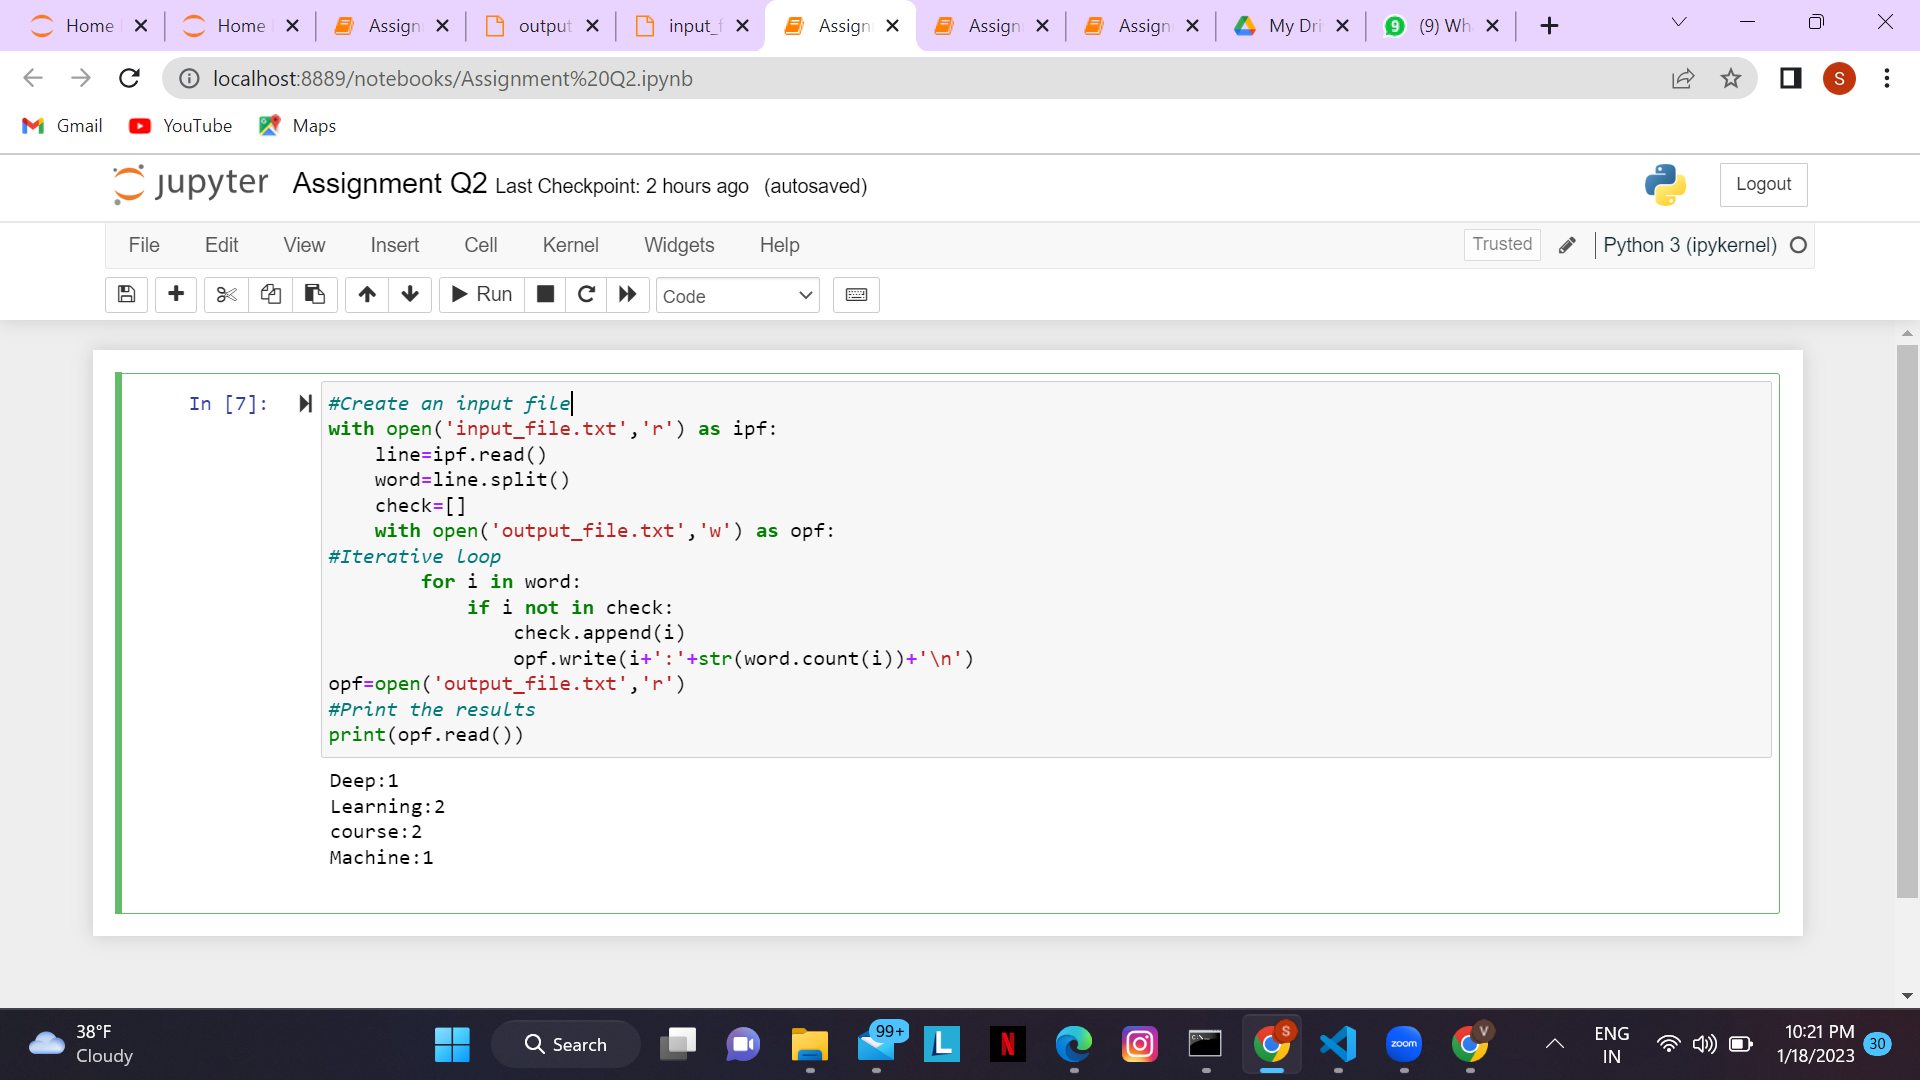 Home
Home
Assign
output
input_f
Assign
Assign
Assign
My Dri
9
(9) Wh
localhost:8889/notebooks/Assignment%20Q2.ipynb
S
Gmail
YouTube
Maps
jupyter
Assignment Q2 Last Checkpoint: 2 hours ago (autosaved)
Logout
File
Edit
View
Insert
Cell
Kernel
Widgets
Help
Trusted
Python 3 (ipykernel)
Run
Code
In [7]:
#Create an input file
with open('input_file.txt','r') as ipf:
    line=ipf.read()
    word=line.split()
    check=[]
    with open('output_file.txt','w') as opf:
#Iterative loop
        for i in word:
            if i not in check:
                check.append(i)
                opf.write(i+':'+str(word.count(i))+'\n')
opf=open('output_file.txt','r')
#Print the results
print(opf.read())
Deep:1
Learning:2
course:2
Machine:1
38°F
Cloudy
Search
99+
L
N
S
zoom
V
ENG
IN
10:21 PM
1/18/2023
30